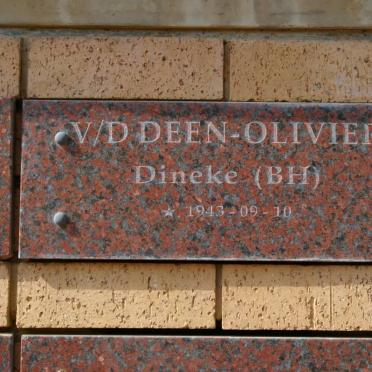 V/D DEEN-OLIVIER
Dineke (BH)
★ 1943-09-10